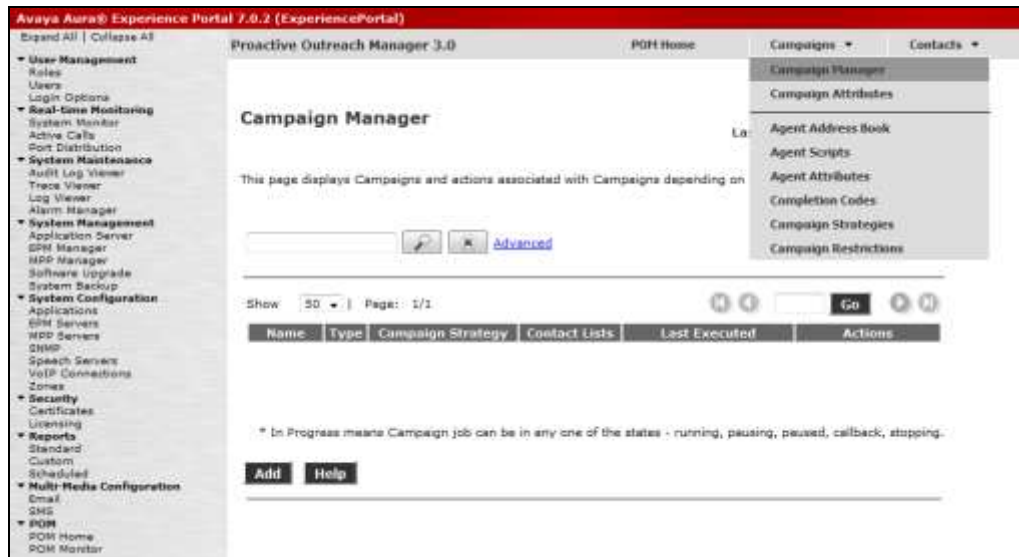 Avaya Aura® Experience Portal 7.0.2 (ExperiencePortal)
Expand All | Collapse All
▼ User Management
Roles
Users
Login Options
▼ Real-time Monitoring
System Monitor
Active Calls
Port Distribution
▼ System Maintenance
Audit Log Viewer
Trace Viewer
Log Viewer
Alarm Manager
▼ System Management
Application Server
EPM Manager
MPP Manager
Software Upgrade
System Backup
▼ System Configuration
Applications
EPM Servers
MPP Servers
SNMP
Speech Servers
VoIP Connections
Zones
▼ Security
Certificates
Licensing
▼ Reports
Standard
Custom
Scheduled
▼ Multi-Media Configuration
Email
SMS
▼ POM
POM Home
POM Monitor
Proactive Outreach Manager 3.0 POM Home Campaigns ▼ Contacts ▼
Campaign Manager
Campaign Attributes
Agent Address Book
Agent Scripts
Agent Attributes
Completion Codes
Campaign Strategies
Campaign Restrictions
Campaign Manager
La
This page displays Campaigns and actions associated with Campaigns depending on
Advanced
Show 50 | Page: 1/1 Go
Name Type Campaign Strategy Contact Lists Last Executed Actions
* In Progress means Campaign job can be in any one of the states - running, pausing, paused, callback, stopping.
Add Help